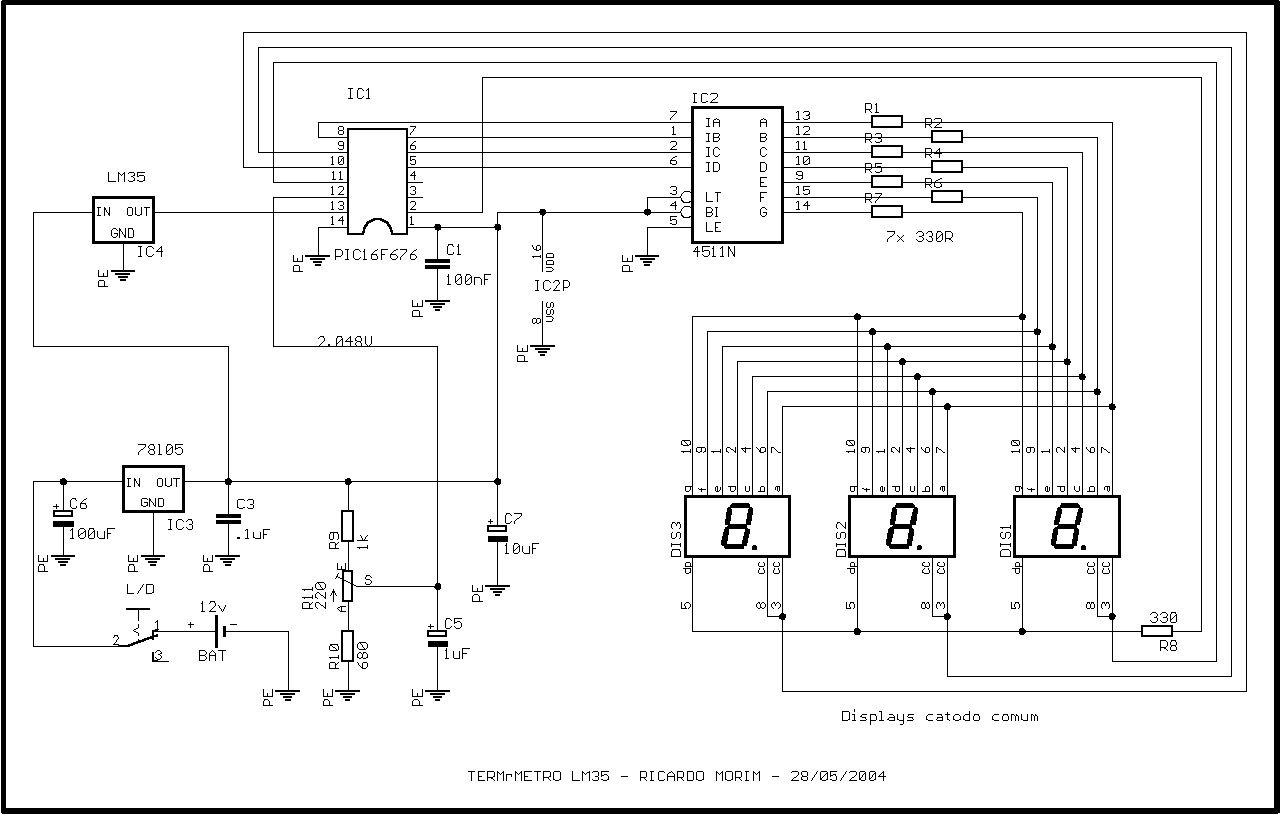 IC1
8 7
9 6
10 5
11 4
12 3
13 2
14 1
PIC16F676
PE
LM35
IN OUT
GND
IC4
PE
C1
100nF
PE
16
VDD
IC2P
8
VSS
PE
IC2
7 IA A 13
1 IB B 12
2 IC C 11
6 ID D 10
E 9
3 LT F 15
4 BI G 14
5 LE
4511N
PE
R1
R2
R3
R4
R5
R6
R7
7x 330R
2.048V
78l05
IN OUT
GND
IC3
PE
C6
+
100uF
PE
C3
.1uF
PE
L/D
1
2
3
12v
+ -
BAT
PE
R9
1k
E
S
A
R11
220
R10
680
PE
C5
+
1uF
PE
C7
+
10uF
PE
10 9 1 2 4 6 7
g f e d c b a
DIS3
8.
dp cc
5 8 3
10 9 1 2 4 6 7
g f e d c b a
DIS2
8.
dp cc cc
5 8 3
10 9 1 2 4 6 7
g f e d c b a
DIS1
8.
dp cc cc
5 8 3
330
R8
Displays catodo comum
TERMrMETRO LM35 - RICARDO MORIM - 28/05/2004